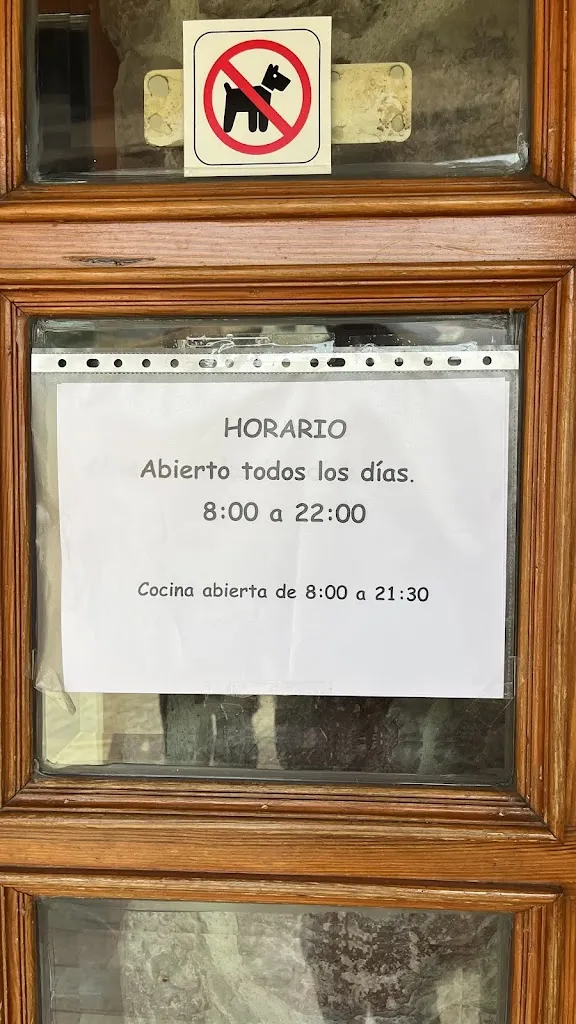 HORARIO
Abierto todos los días.
8:00 a 22:00
Cocina abierta de 8:00 a 21:30